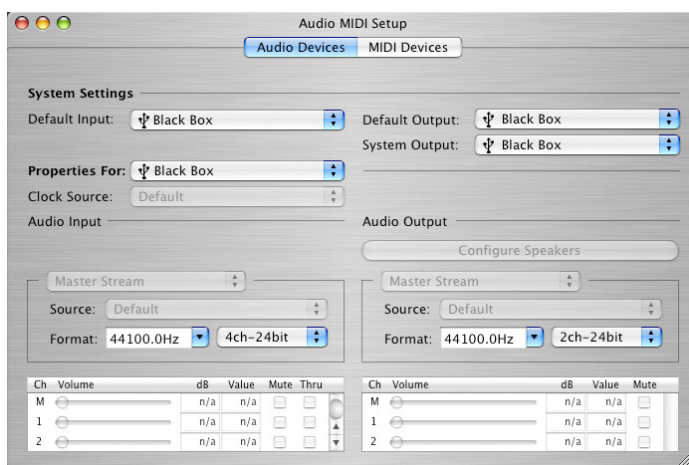 Audio MIDI Setup
Audio Devices MIDI Devices
System Settings
Default Input: Black Box Default Output: Black Box
System Output: Black Box
Properties For: Black Box
Clock Source: Default
Audio Input Audio Output
Configure Speakers
Master Stream Master Stream
Source: Default Source: Default
Format: 44100.0Hz 4ch-24bit Format: 44100.0Hz 2ch-24bit
Ch Volume dB Value Mute Thru Ch Volume dB Value Mute
M n/a n/a M n/a n/a
1 n/a n/a 1 n/a n/a
2 n/a n/a 2 n/a n/a